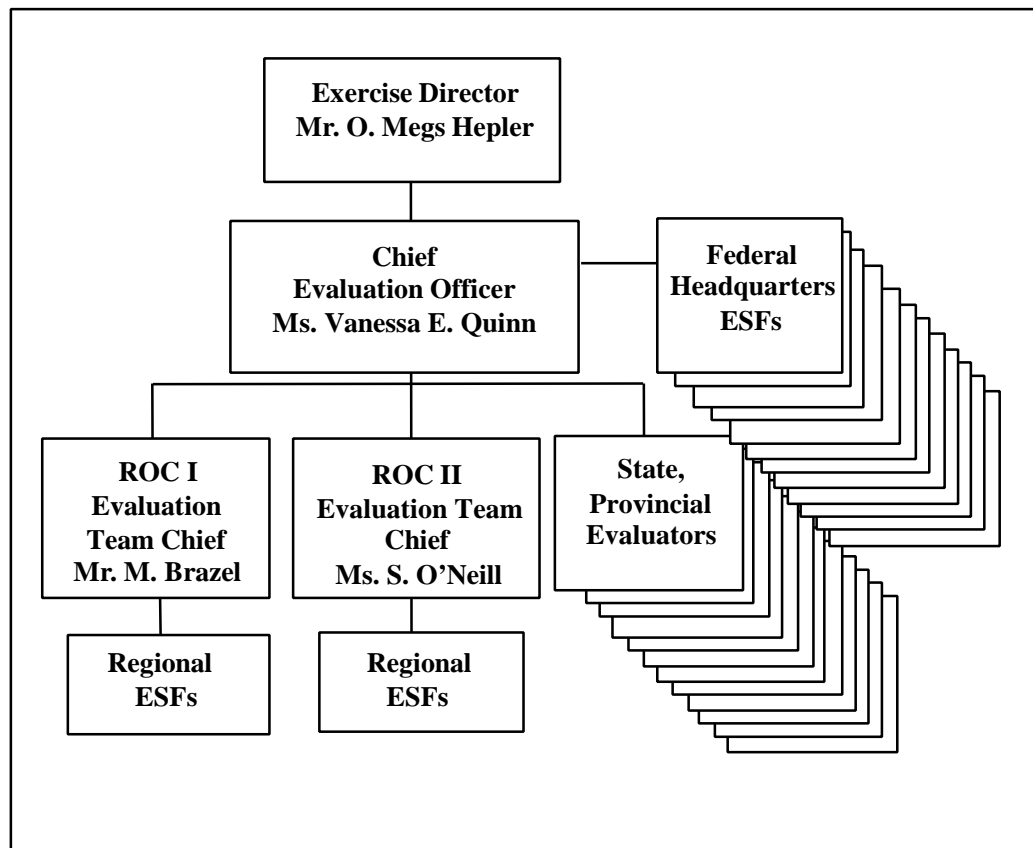 Exercise Director
Mr. O. Megs Hepler
Chief
Evaluation Officer
Ms. Vanessa E. Quinn
Federal
Headquarters
ESFs
ROC I
Evaluation
Team Chief
Mr. M. Brazel
ROC II
Evaluation Team
Chief
Ms. S. O’Neill
State,
Provincial
Evaluators
Regional
ESFs
Regional
ESFs